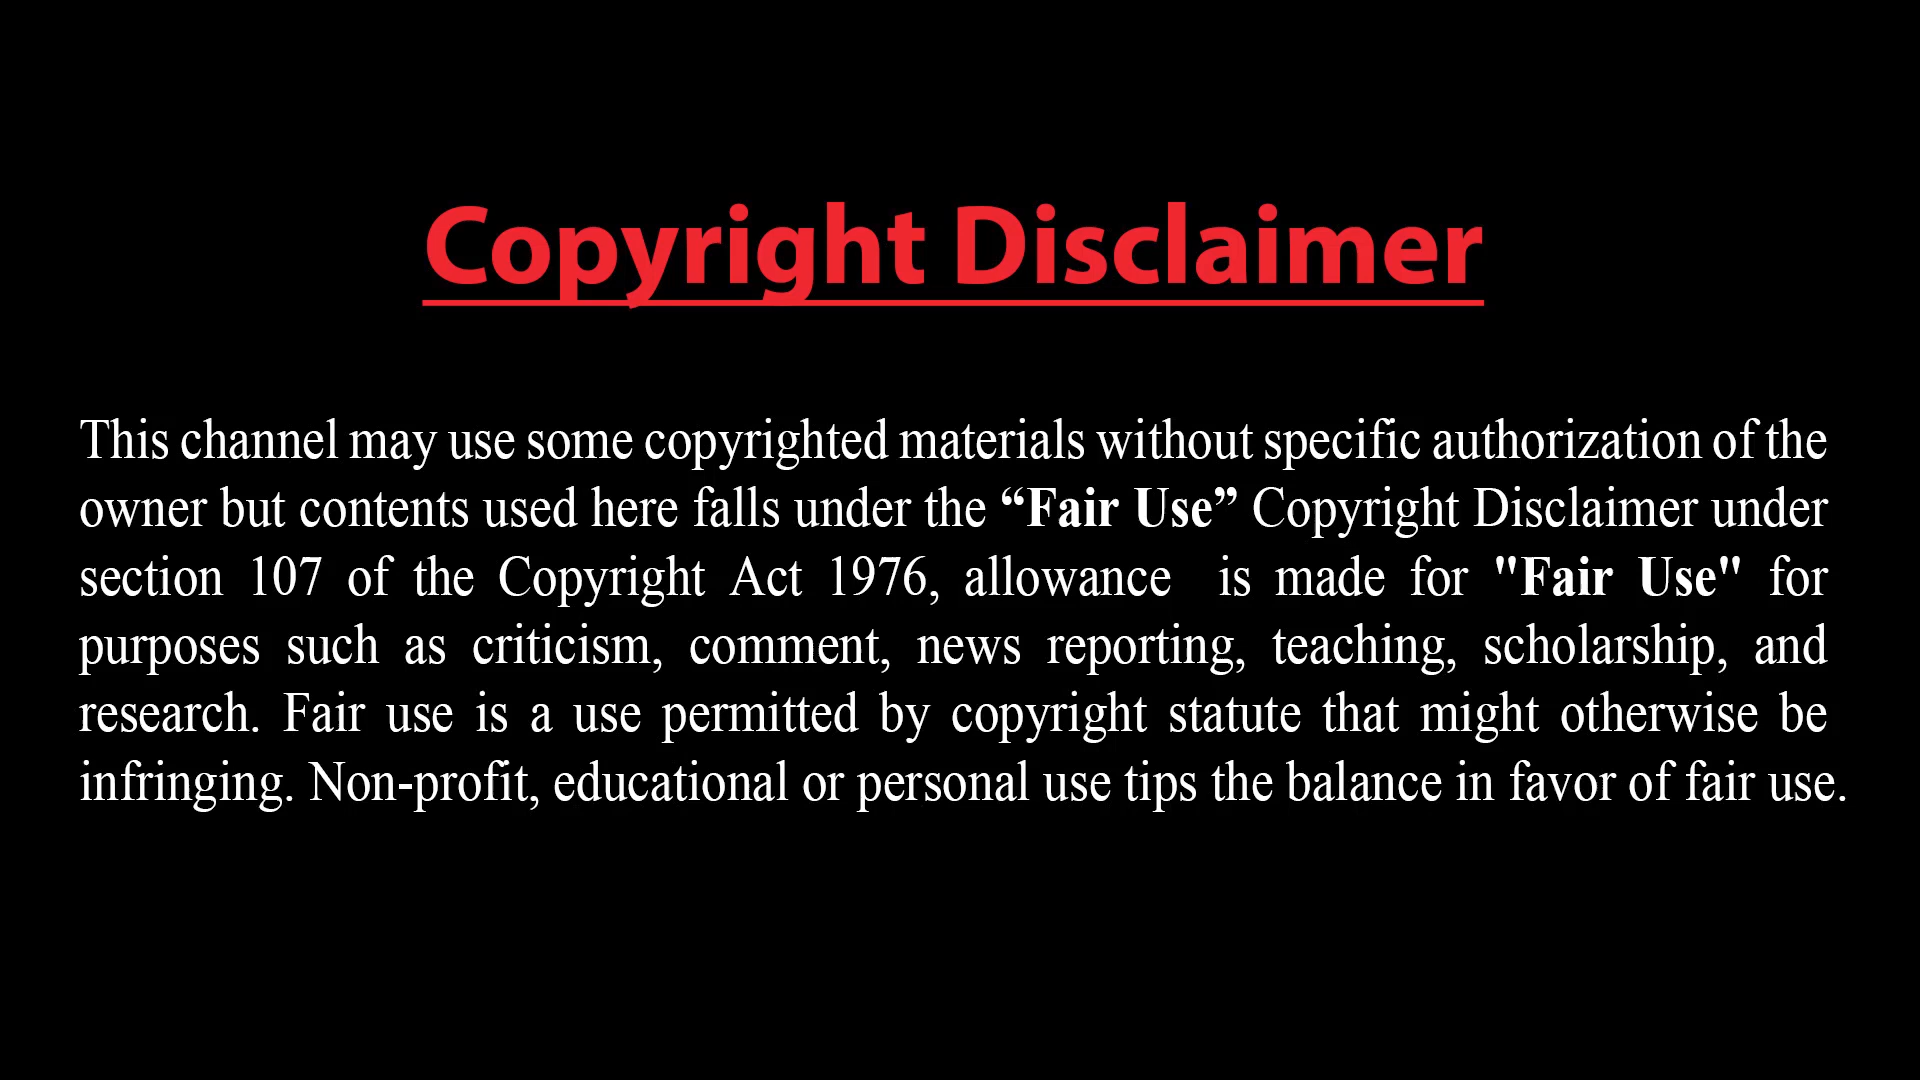 Copyright Disclaimer
This channel may use some copyrighted materials without specific authorization of the
owner but contents used here falls under the “Fair Use” Copyright Disclaimer under
section 107 of the Copyright Act 1976, allowance is made for "Fair Use" for
purposes such as criticism, comment, news reporting, teaching, scholarship, and
research. Fair use is a use permitted by copyright statute that might otherwise be
infringing. Non-profit, educational or personal use tips the balance in favor of fair use.